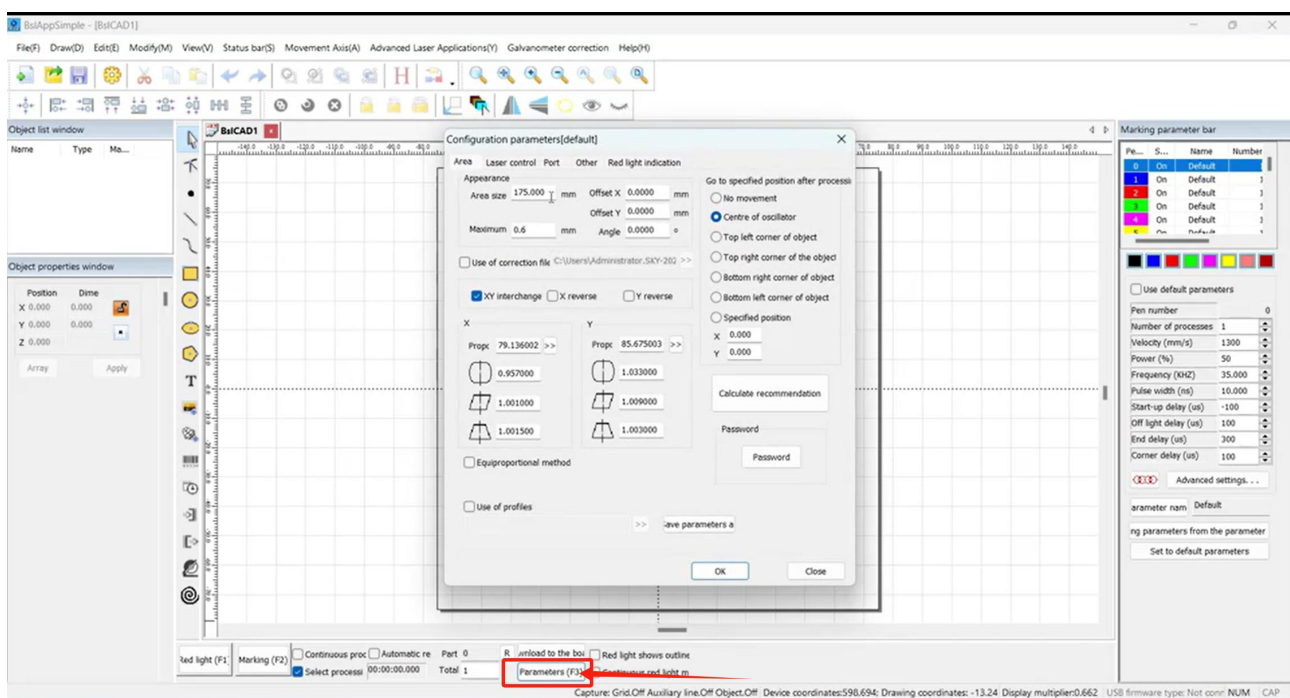 BslAppSimple - [BslCAD1]
File(F) Draw(D) Edit(E) Modify(M) View(V) Status bar(S) Movement Axis(A) Advanced Laser Applications(Y) Galvanometer correction Help(H)
Object list window
Name Type Ma...
Object properties window
Position Dime
X 0.000 0.000
Y 0.000 0.000
Z 0.000
Array Apply
BslCAD1
Configuration parameters[default]
Area Laser control Port Other Red light indication
Appearance
Area size 175.000 mm Offset X 0.0000 mm
Offset Y 0.0000 mm
Maximum 0.6 mm Angle 0.0000 °
Use of correction file C:\Users\Administrator.SKY-202 >>
XY interchange X reverse Y reverse
X
Propc 79.136002 >>
0.957000
1.001000
1.001500
Y
Propc 85.675003 >>
1.033000
1.009000
1.003000
Equiproportional method
Use of profiles
>> ave parameters a
Go to specified position after processin
No movement
Centre of oscillator
Top left corner of object
Top right corner of the object
Bottom right corner of object
Bottom left corner of object
Specified position
X 0.000
Y 0.000
Calculate recommendation
Password
Password
OK Close
Marking parameter bar
Pe... S... Name Number
0 On Default
1 On Default 1
2 On Default 1
3 On Default 1
4 On Default 1
5 On Default
Use default parameters
Pen number 0
Number of processes 1
Velocity (mm/s) 1300
Power (%) 50
Frequency (KHZ) 35.000
Pulse width (ns) 10.000
Start-up delay (us) -100
Off light delay (us) 100
End delay (us) 300
Corner delay (us) 100
Advanced settings...
arameter nam Default
ng parameters from the parameter
Set to default parameters
Red light (F1) Marking (F2)
Continuous proc Automatic re Part 0 R wnload to the boa Red light shows outline
Select processi 00:00:00.000 Total 1 Parameters (F3) Continuous red light m
Capture: Grid.Off Auxiliary line.Off Object.Off Device coordinates:598.694; Drawing coordinates: -13.24 Display multiplier:0.662 USB firmware type: Not conr NUM CAP